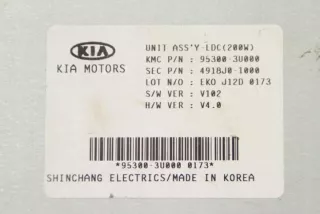 KIA
KIA MOTORS
UNIT ASS'Y-LDC(200W)
KMC P/N : 95300-3U000
SEC P/N : 4918J0-1000
LOT N/O : EKO J12D 0173
S/W VER : V102
H/W VER : V4.0
*95300-3U000 0173*
SHINCHANG ELECTRICS/MADE IN KOREA